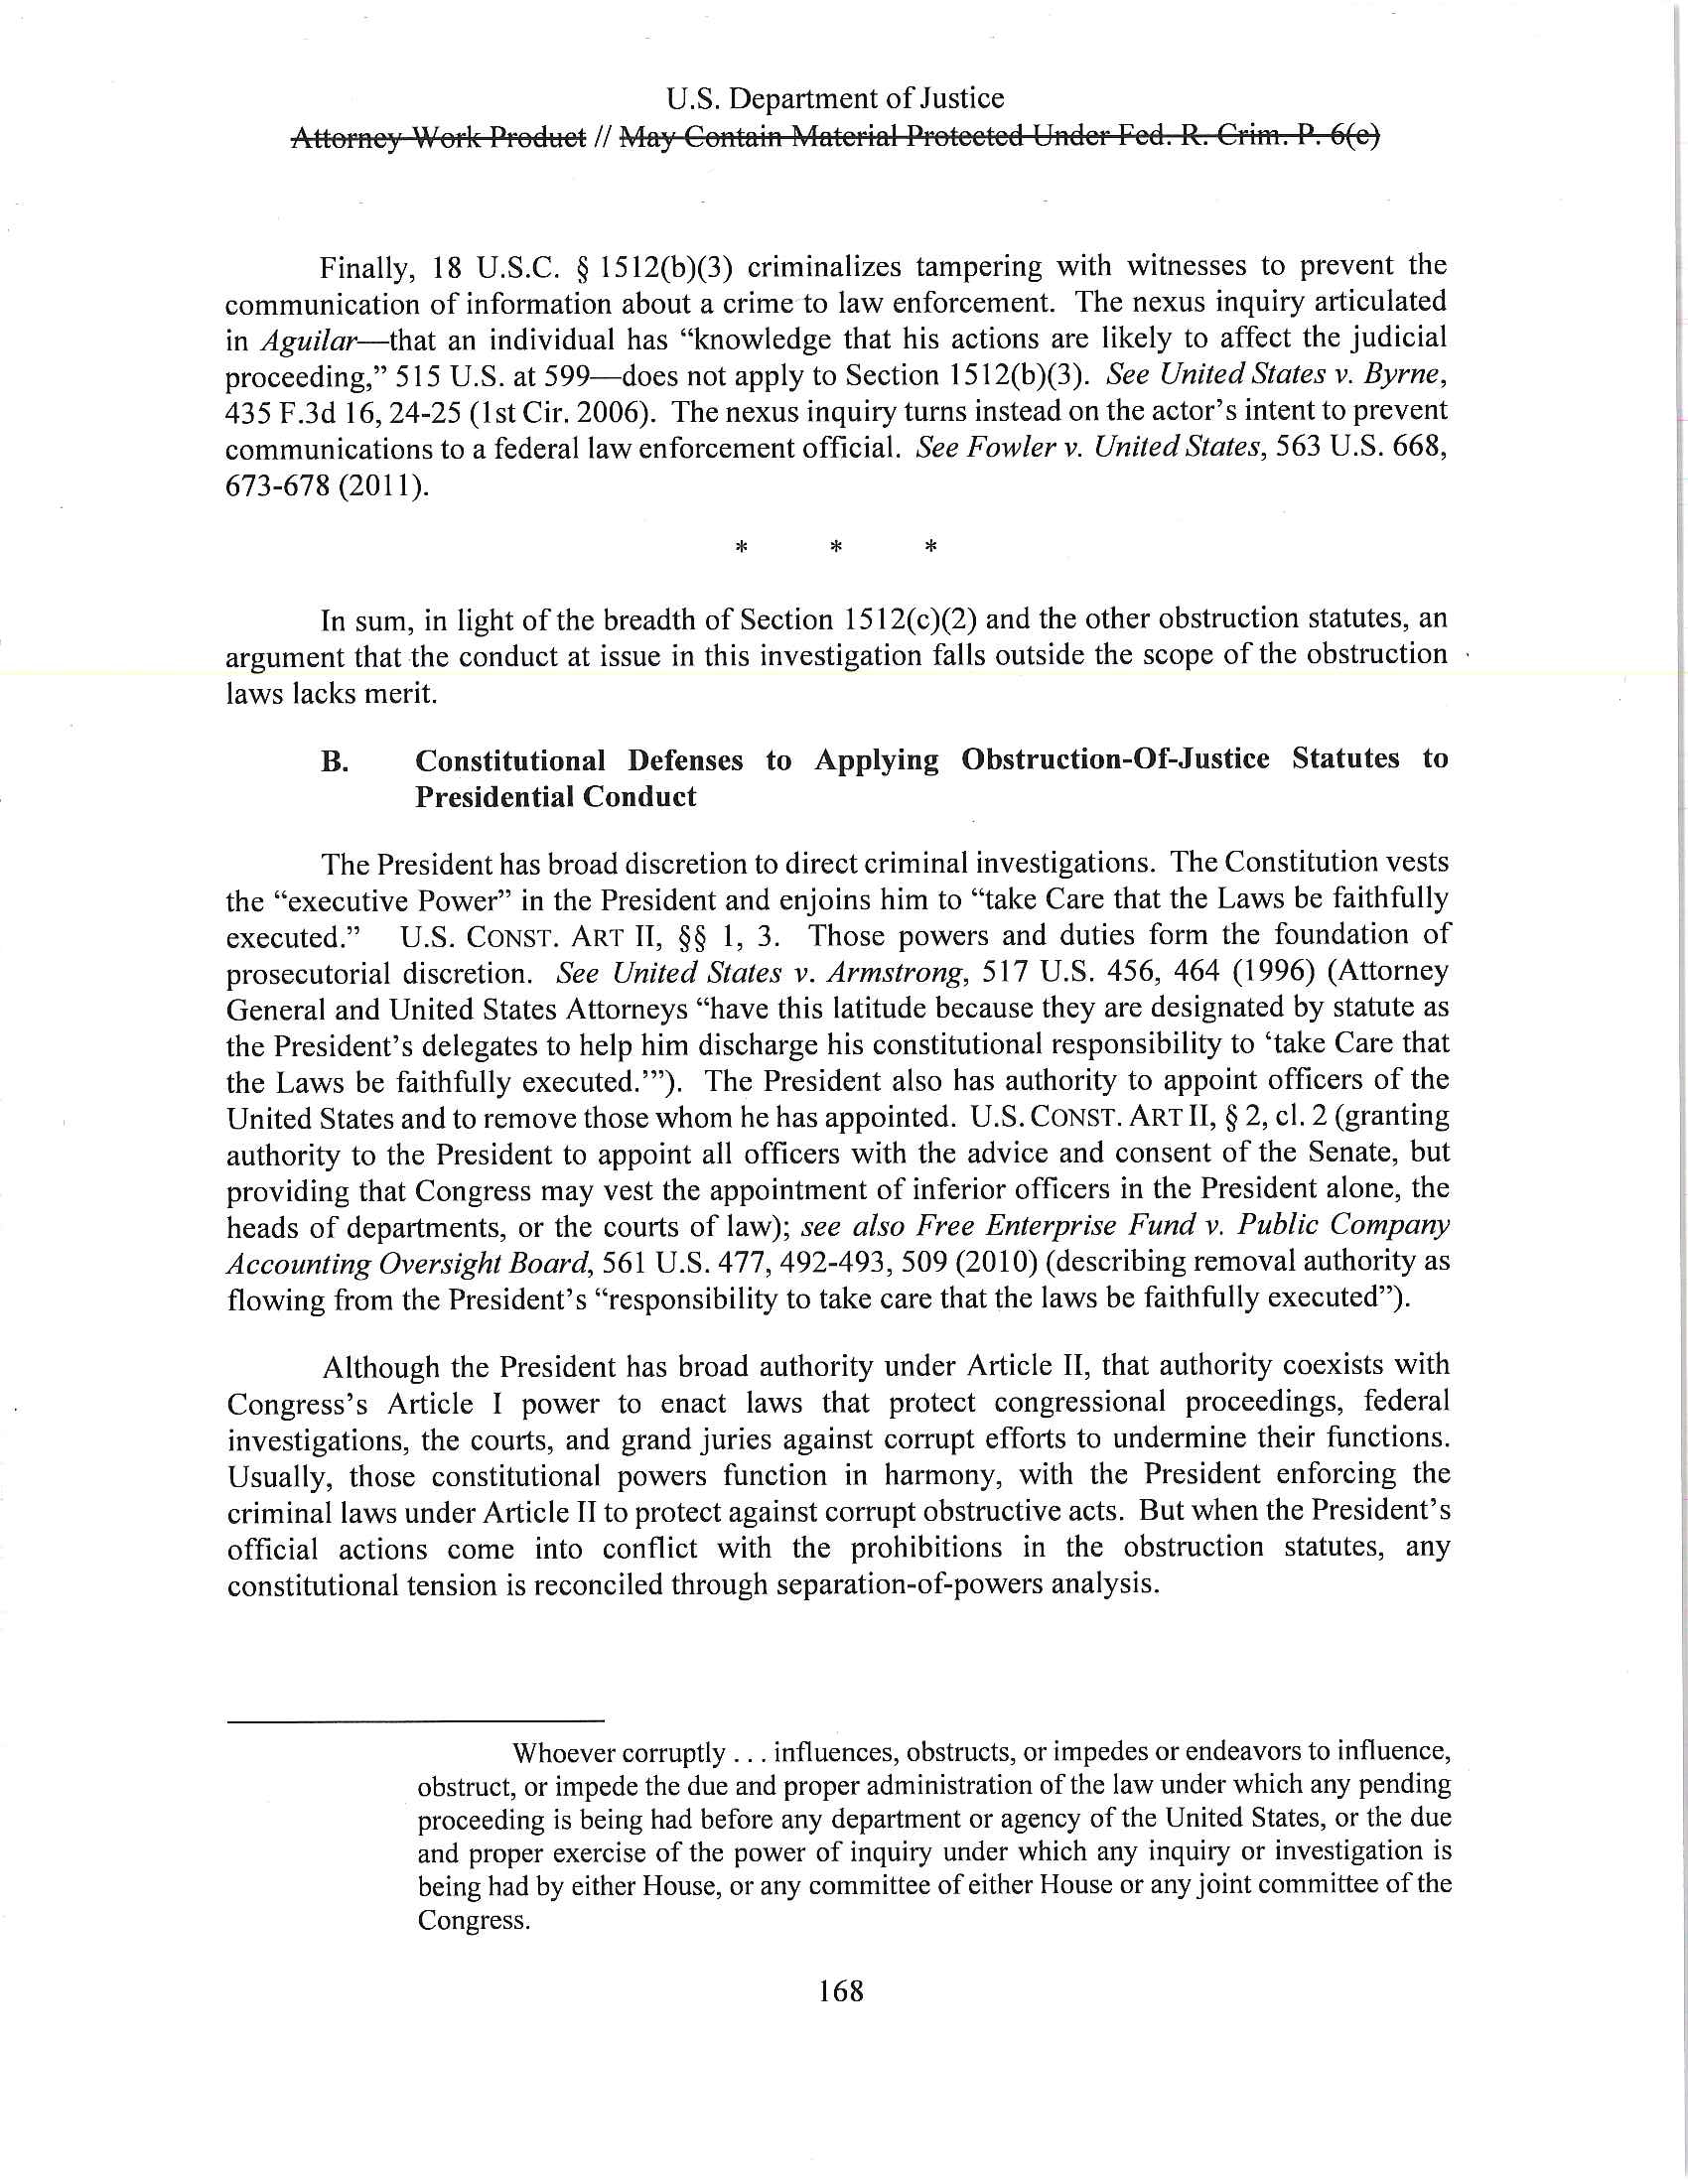 U.S. Department of Justice
Attorney Work Product // May Contain Material Protected Under Fed. R. Crim. P. 6(e)
Finally, 18 U.S.C. § 1512(b)(3) criminalizes tampering with witnesses to prevent the
communication of information about a crime to law enforcement. The nexus inquiry articulated
in Aguilar—that an individual has “knowledge that his actions are likely to affect the judicial
proceeding,” 515 U.S. at 599—does not apply to Section 1512(b)(3). See United States v. Byrne,
435 F.3d 16, 24-25 (1st Cir. 2006). The nexus inquiry turns instead on the actor’s intent to prevent
communications to a federal law enforcement official. See Fowler v. United States, 563 U.S. 668,
673-678 (2011).
* * *
In sum, in light of the breadth of Section 1512(c)(2) and the other obstruction statutes, an
argument that the conduct at issue in this investigation falls outside the scope of the obstruction
laws lacks merit.
B. Constitutional Defenses to Applying Obstruction-Of-Justice Statutes to
Presidential Conduct
The President has broad discretion to direct criminal investigations. The Constitution vests
the “executive Power” in the President and enjoins him to “take Care that the Laws be faithfully
executed.” U.S. CONST. ART II, §§ 1, 3. Those powers and duties form the foundation of
prosecutorial discretion. See United States v. Armstrong, 517 U.S. 456, 464 (1996) (Attorney
General and United States Attorneys “have this latitude because they are designated by statute as
the President’s delegates to help him discharge his constitutional responsibility to ‘take Care that
the Laws be faithfully executed.’”). The President also has authority to appoint officers of the
United States and to remove those whom he has appointed. U.S. CONST. ART II, § 2, cl. 2 (granting
authority to the President to appoint all officers with the advice and consent of the Senate, but
providing that Congress may vest the appointment of inferior officers in the President alone, the
heads of departments, or the courts of law); see also Free Enterprise Fund v. Public Company
Accounting Oversight Board, 561 U.S. 477, 492-493, 509 (2010) (describing removal authority as
flowing from the President’s “responsibility to take care that the laws be faithfully executed”).
Although the President has broad authority under Article II, that authority coexists with
Congress’s Article I power to enact laws that protect congressional proceedings, federal
investigations, the courts, and grand juries against corrupt efforts to undermine their functions.
Usually, those constitutional powers function in harmony, with the President enforcing the
criminal laws under Article II to protect against corrupt obstructive acts. But when the President’s
official actions come into conflict with the prohibitions in the obstruction statutes, any
constitutional tension is reconciled through separation-of-powers analysis.
Whoever corruptly . . . influences, obstructs, or impedes or endeavors to influence,
obstruct, or impede the due and proper administration of the law under which any pending
proceeding is being had before any department or agency of the United States, or the due
and proper exercise of the power of inquiry under which any inquiry or investigation is
being had by either House, or any committee of either House or any joint committee of the
Congress.
168